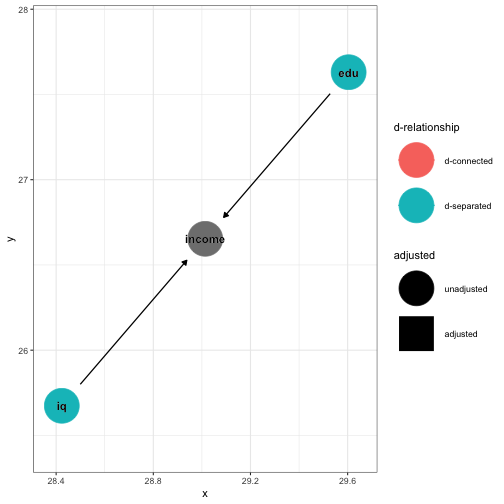 28
27
26
y
28.4
28.8
29.2
29.6
x
edu
income
iq
d-relationship
d-connected
d-separated
adjusted
unadjusted
adjusted